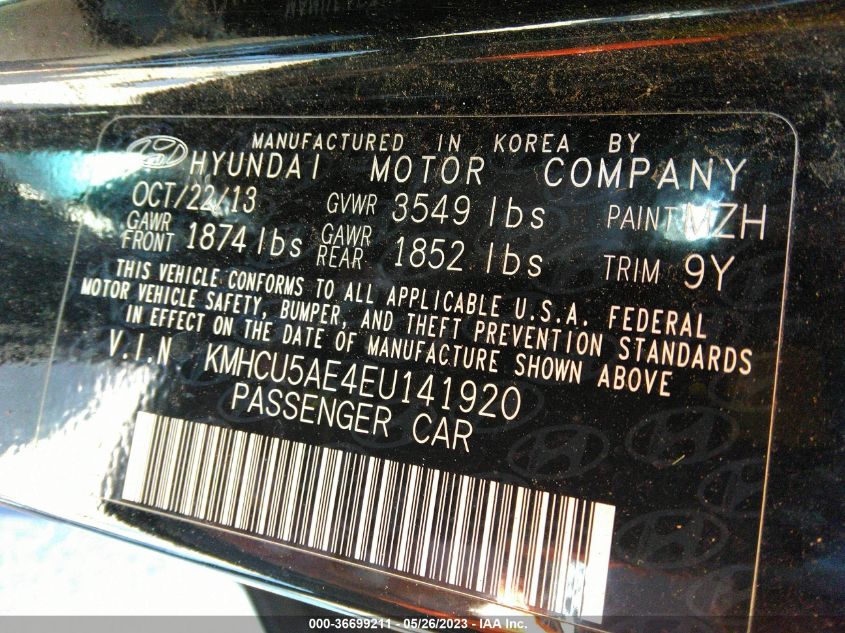 MANUFACTURED IN KOREA BY
HYUNDAI MOTOR COMPANY
OCT/22/13 GVWR 3549 lbs PAINT MZH
GAWR FRONT 1874 lbs GAWR REAR 1852 lbs TRIM 9Y
THIS VEHICLE CONFORMS TO ALL APPLICABLE U.S.A. FEDERAL
MOTOR VEHICLE SAFETY, BUMPER, AND THEFT PREVENTION STANDARDS
IN EFFECT ON THE DATE OF MANUFACTURE SHOWN ABOVE
V.I.N KMHCU5AE4EU141920
PASSENGER CAR
000-36699211 - 05/26/2023 - IAA Inc.